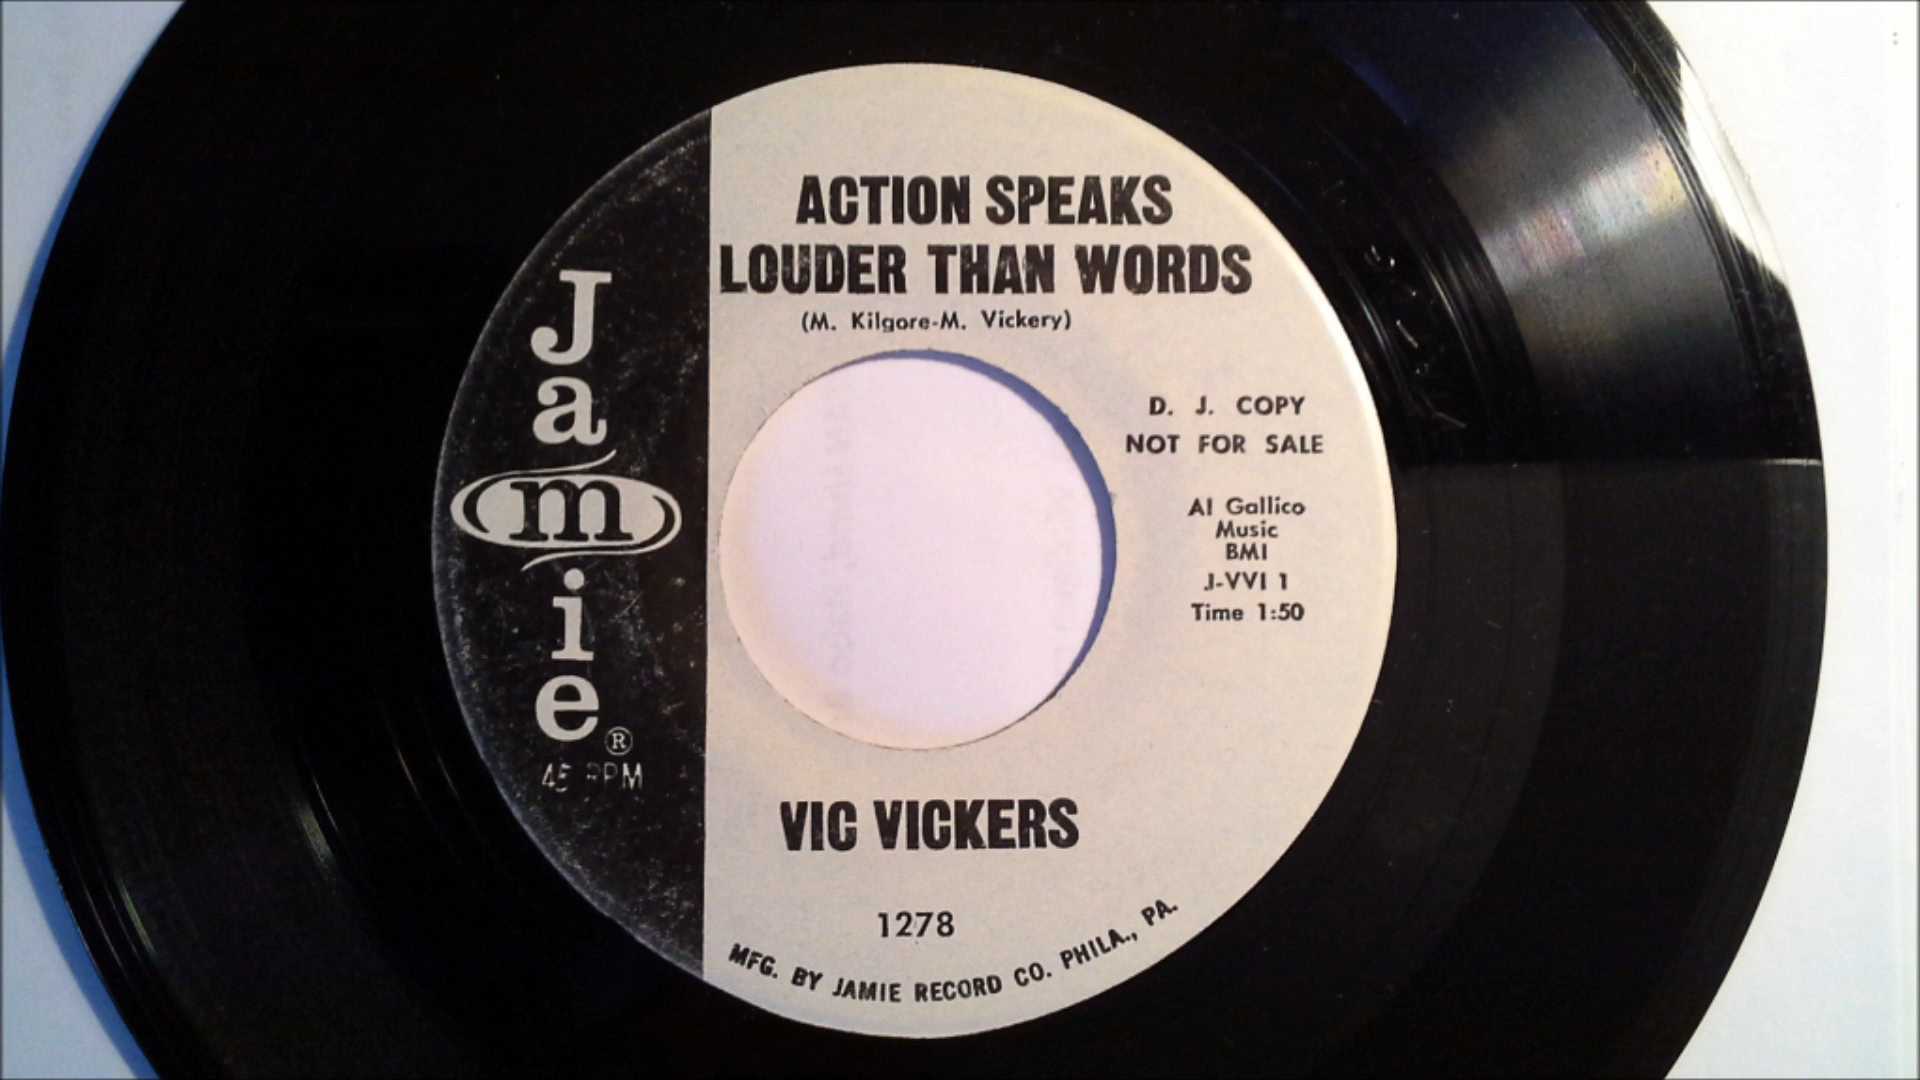 ACTION SPEAKS
LOUDER THAN WORDS
(M. Kilgore-M. Vickery)
Jamie®
45 RPM
D. J. COPY
NOT FOR SALE
Al Gallico
Music
BMI
J-VVI 1
Time 1:50
VIC VICKERS
1278
MFG. BY JAMIE RECORD CO. PHILA., PA.